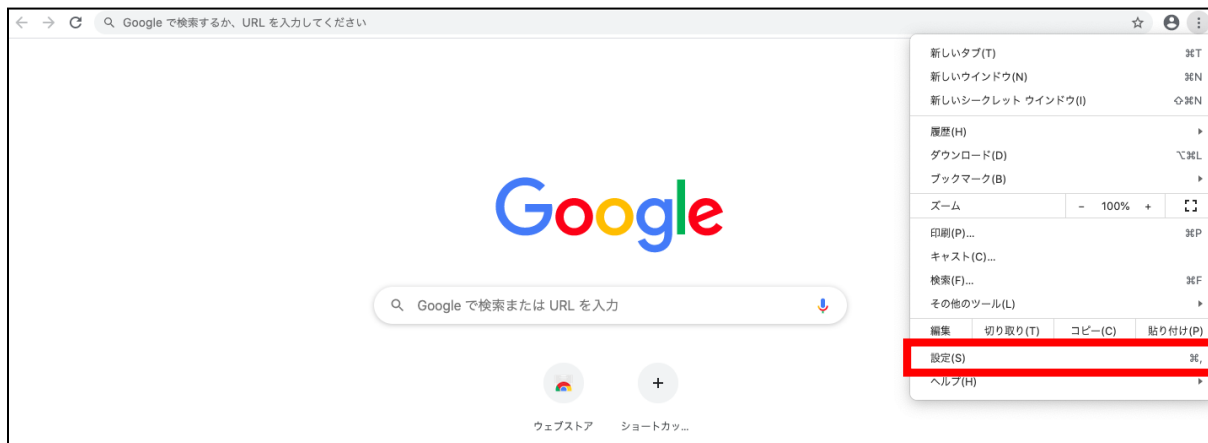 Google で検索するか、URL を入力してください
新しいタブ(T) ⌘T
新しいウインドウ(N) ⌘N
新しいシークレット ウインドウ(I) ⇧⌘N
履歴(H)
ダウンロード(D) ⌥⌘L
ブックマーク(B)
ズーム - 100% +
印刷(P)... ⌘P
キャスト(C)...
検索(F)... ⌘F
その他のツール(L)
編集 切り取り(T) コピー(C) 貼り付け(P)
設定(S) ⌘,
ヘルプ(H)
Google
Google で検索または URL を入力
ウェブストア ショートカッ...